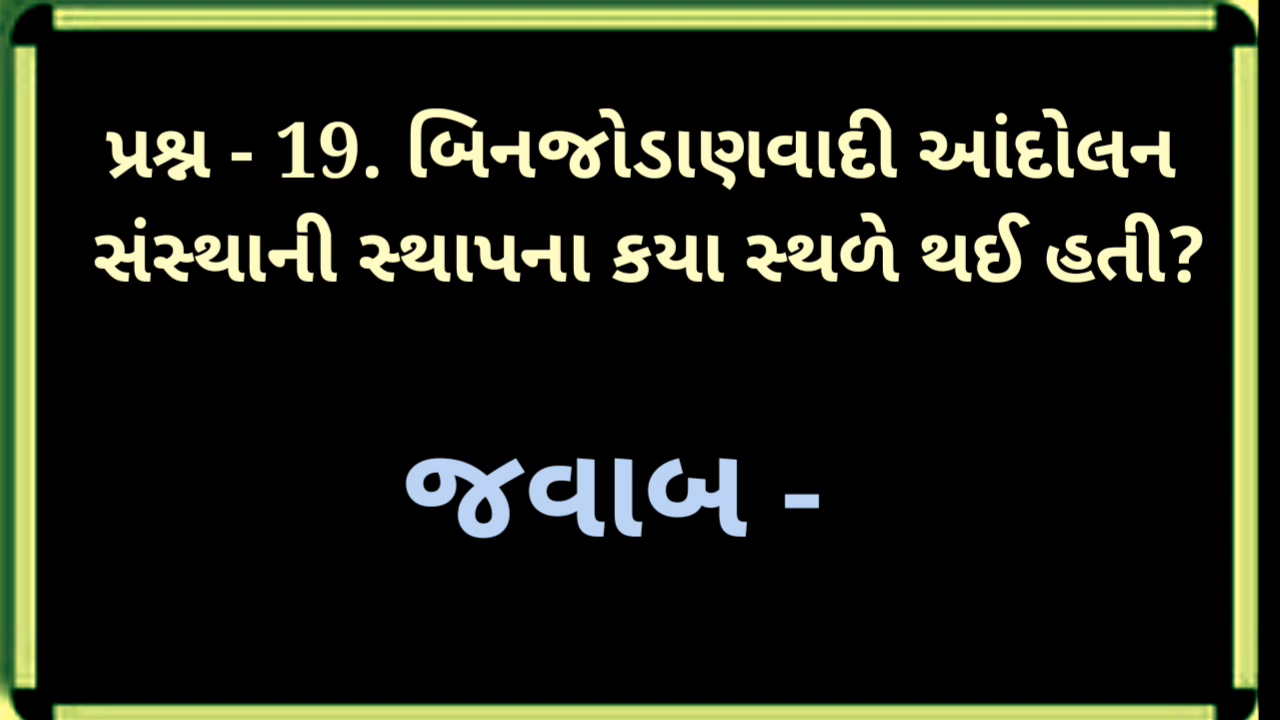 પ્રશ્ન - 19. બિનજોડાણવાદી આંદોલન
સંસ્થાની સ્થાપના કયા સ્થળે થઈ હતી?
જવાબ -